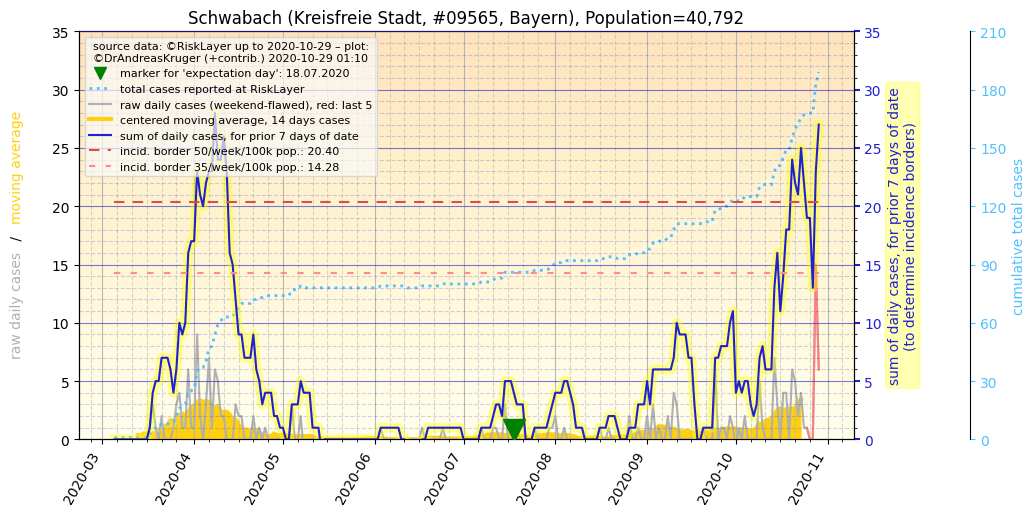 Schwabach (Kreisfreie Stadt, #09565, Bayern), Population=40,792
source data: ©RiskLayer up to 2020-10-29 – plot:
©DrAndreasKruger (+contrib.) 2020-10-29 01:10
marker for 'expectation day': 18.07.2020
total cases reported at RiskLayer
raw daily cases (weekend-flawed), red: last 5
centered moving average, 14 days cases
sum of daily cases, for prior 7 days of date
incid. border 50/week/100k pop.: 20.40
incid. border 35/week/100k pop.: 14.28
raw daily cases / moving average
35
30
25
20
15
10
5
0
35
30
25
20
15
10
5
0
sum of daily cases, for prior 7 days of date
(to determine incidence borders)
210
180
150
120
90
60
30
0
cumulative total cases
2020-03
2020-04
2020-05
2020-06
2020-07
2020-08
2020-09
2020-10
2020-11